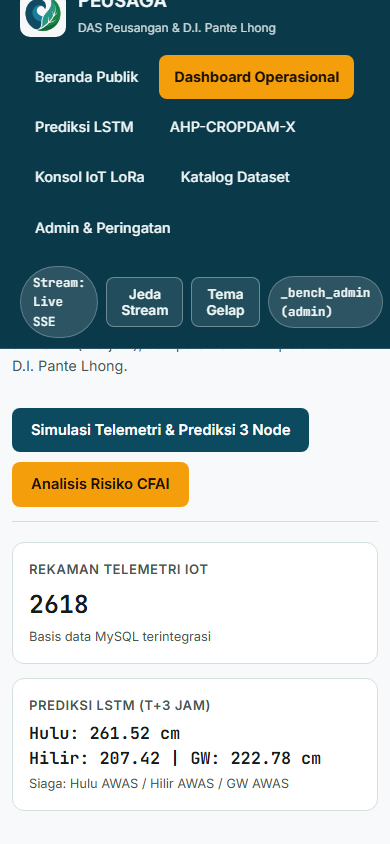 PEUSAGA
DAS Peusangan & D.I. Pante Lhong
Beranda Publik
Dashboard Operasional
Prediksi LSTM
AHP-CROPDAM-X
Konsol IoT LoRa
Katalog Dataset
Admin & Peringatan
Stream:
Live
SSE
Jeda
Stream
Tema
Gelap
_bench_admin
(admin)
D.I. Pante Lhong.
Simulasi Telemetri & Prediksi 3 Node
Analisis Risiko CFAI
REKAMAN TELEMETRI IOT
2618
Basis data MySQL terintegrasi
PREDIKSI LSTM (T+3 JAM)
Hulu: 261.52 cm
Hilir: 207.42 | GW: 222.78 cm
Siaga: Hulu AWAS / Hilir AWAS / GW AWAS